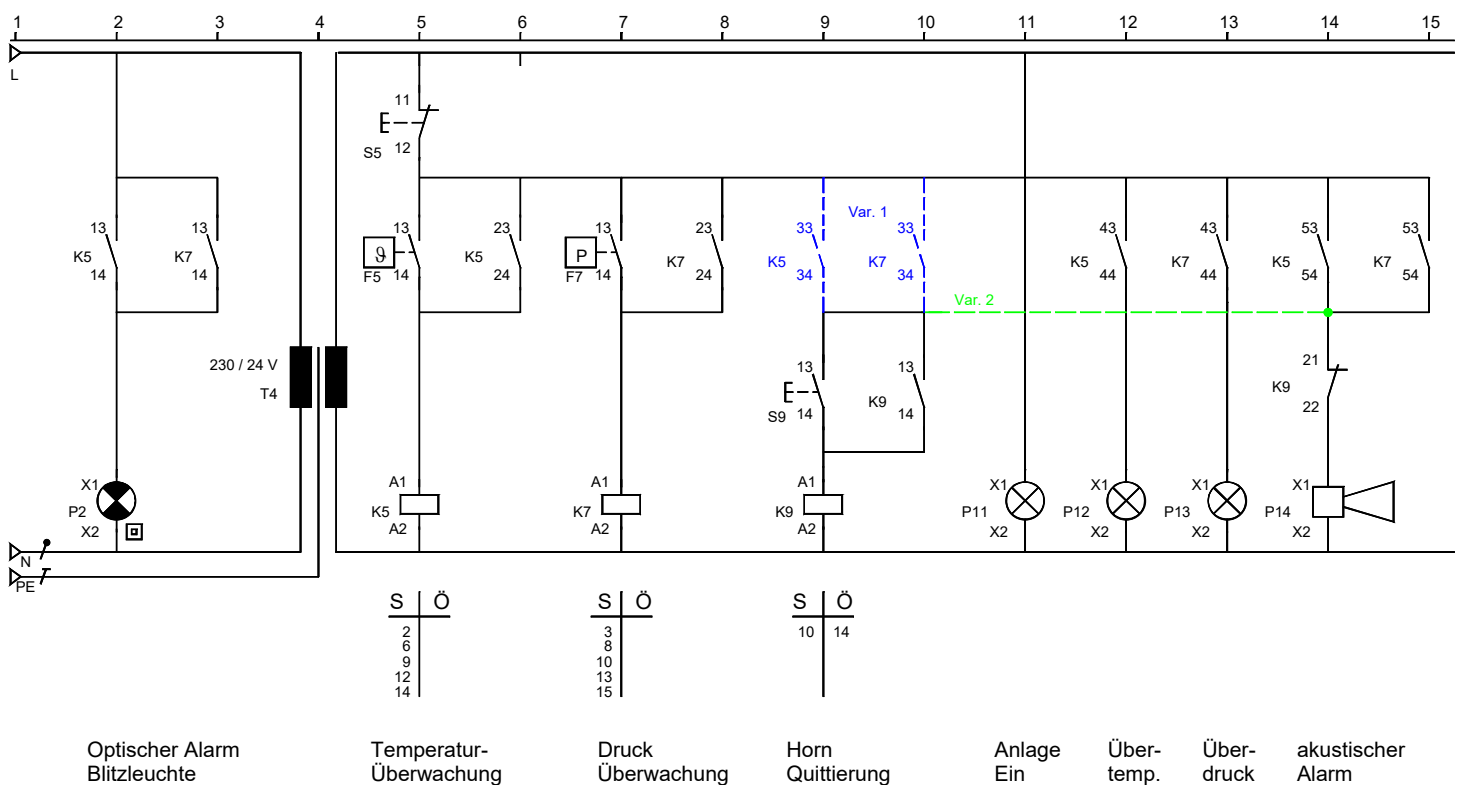 1 2 3 4 5 6 7 8 9 10 11 12 13 14 15
L
11
S5 12
Var. 1
13 13 13 23 13 23 33 33 43 43 53 53
K5 K7 ϑ K5 P K7 K5 K7 K5 K7 K5 K7
14 14 F5 14 24 F7 14 24 34 34 44 44 54 54
Var. 2
230 / 24 V
T4
13 13 21
K9 K9
S9 14 14 22
X1 A1 A1 A1 X1 X1 X1 X1
P2 K5 K7 K9 P11 P12 P13 P14
X2 A2 A2 A2 X2 X2 X2 X2
N
PE
S Ö S Ö S Ö
2 3 10 14
6 8
9 10
12 13
14 15
Optischer Alarm
Blitzleuchte
Temperatur-
Überwachung
Druck
Überwachung
Horn
Quittierung
Anlage
Ein
Über-
temp.
Über-
druck
akustischer
Alarm